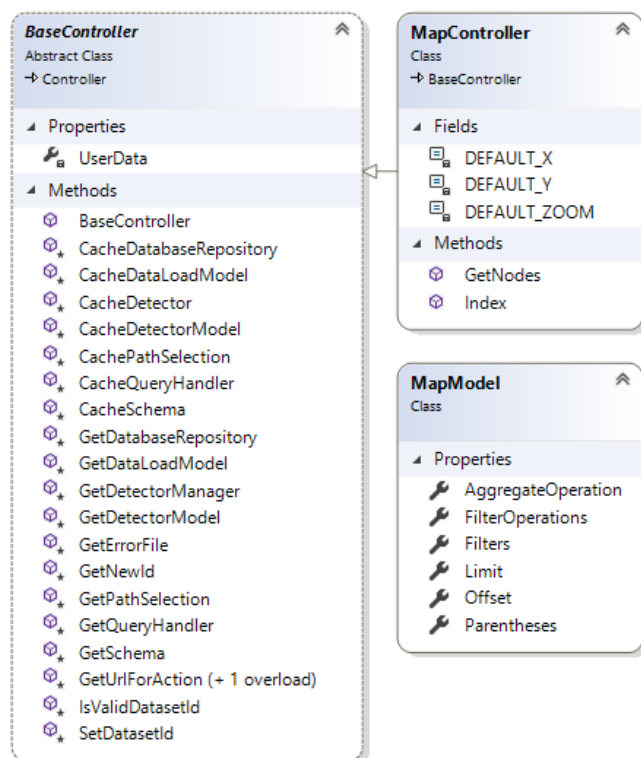 BaseController
Abstract Class
Controller
Properties
UserData
Methods
BaseController
CacheDatabaseRepository
CacheDataLoadModel
CacheDetector
CacheDetectorModel
CachePathSelection
CacheQueryHandler
CacheSchema
GetDatabaseRepository
GetDataLoadModel
GetDetectorManager
GetDetectorModel
GetErrorFile
GetNewId
GetPathSelection
GetQueryHandler
GetSchema
GetUrlForAction (+ 1 overload)
IsValidDatasetId
SetDatasetId
MapController
Class
BaseController
Fields
DEFAULT_X
DEFAULT_Y
DEFAULT_ZOOM
Methods
GetNodes
Index
MapModel
Class
Properties
AggregateOperation
FilterOperations
Filters
Limit
Offset
Parentheses